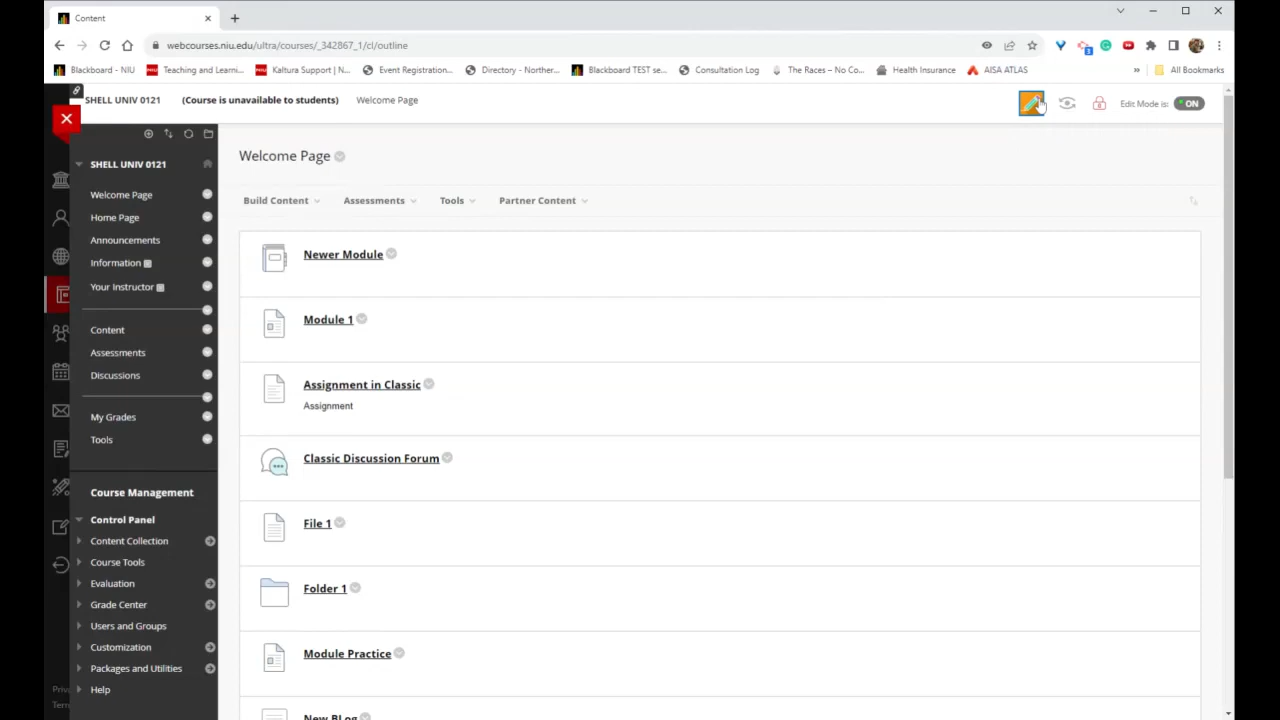 Content
webcourses.niu.edu/ultra/courses/_342867_1/cl/outline
Blackboard - NIU
Teaching and Learni...
Kaltura Support | N...
Event Registration...
Directory - Norther...
Blackboard TEST se...
Consultation Log
The Races – No Co...
Health Insurance
AISA ATLAS
»
All Bookmarks
SHELL UNIV 0121 (Course is unavailable to students) Welcome Page
Edit Mode is: ON
SHELL UNIV 0121
Welcome Page
Home Page
Announcements
Information
Your Instructor
Content
Assessments
Discussions
My Grades
Tools
Course Management
Control Panel
Content Collection
Course Tools
Evaluation
Grade Center
Users and Groups
Customization
Packages and Utilities
Help
Priva
Term
Welcome Page
Build Content
Assessments
Tools
Partner Content
Newer Module
Module 1
Assignment in Classic
Assignment
Classic Discussion Forum
File 1
Folder 1
Module Practice
New BLog